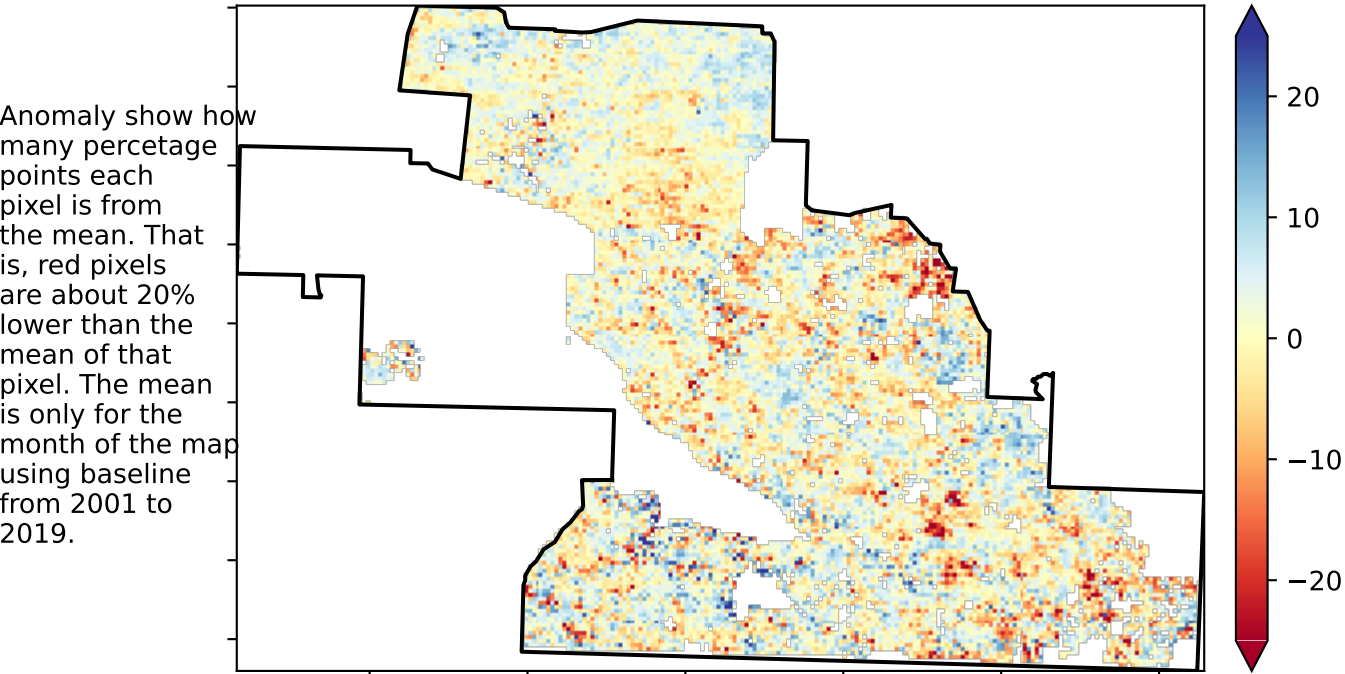 Anomaly show how
many percetage
points each
pixel is from
the mean. That
is, red pixels
are about 20%
lower than the
mean of that
pixel. The mean
is only for the
month of the map
using baseline
from 2001 to
2019.
20
10
0
−10
−20